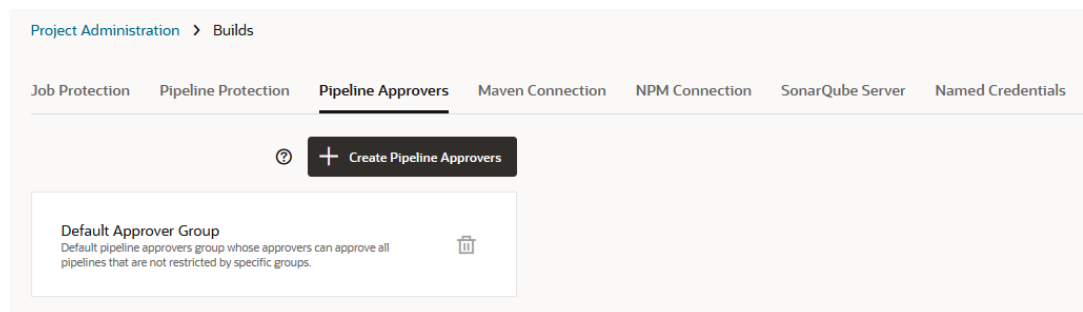 Project Administration > Builds
Job Protection Pipeline Protection Pipeline Approvers Maven Connection NPM Connection SonarQube Server Named Credentials
? + Create Pipeline Approvers
Default Approver Group
Default pipeline approvers group whose approvers can approve all
pipelines that are not restricted by specific groups.